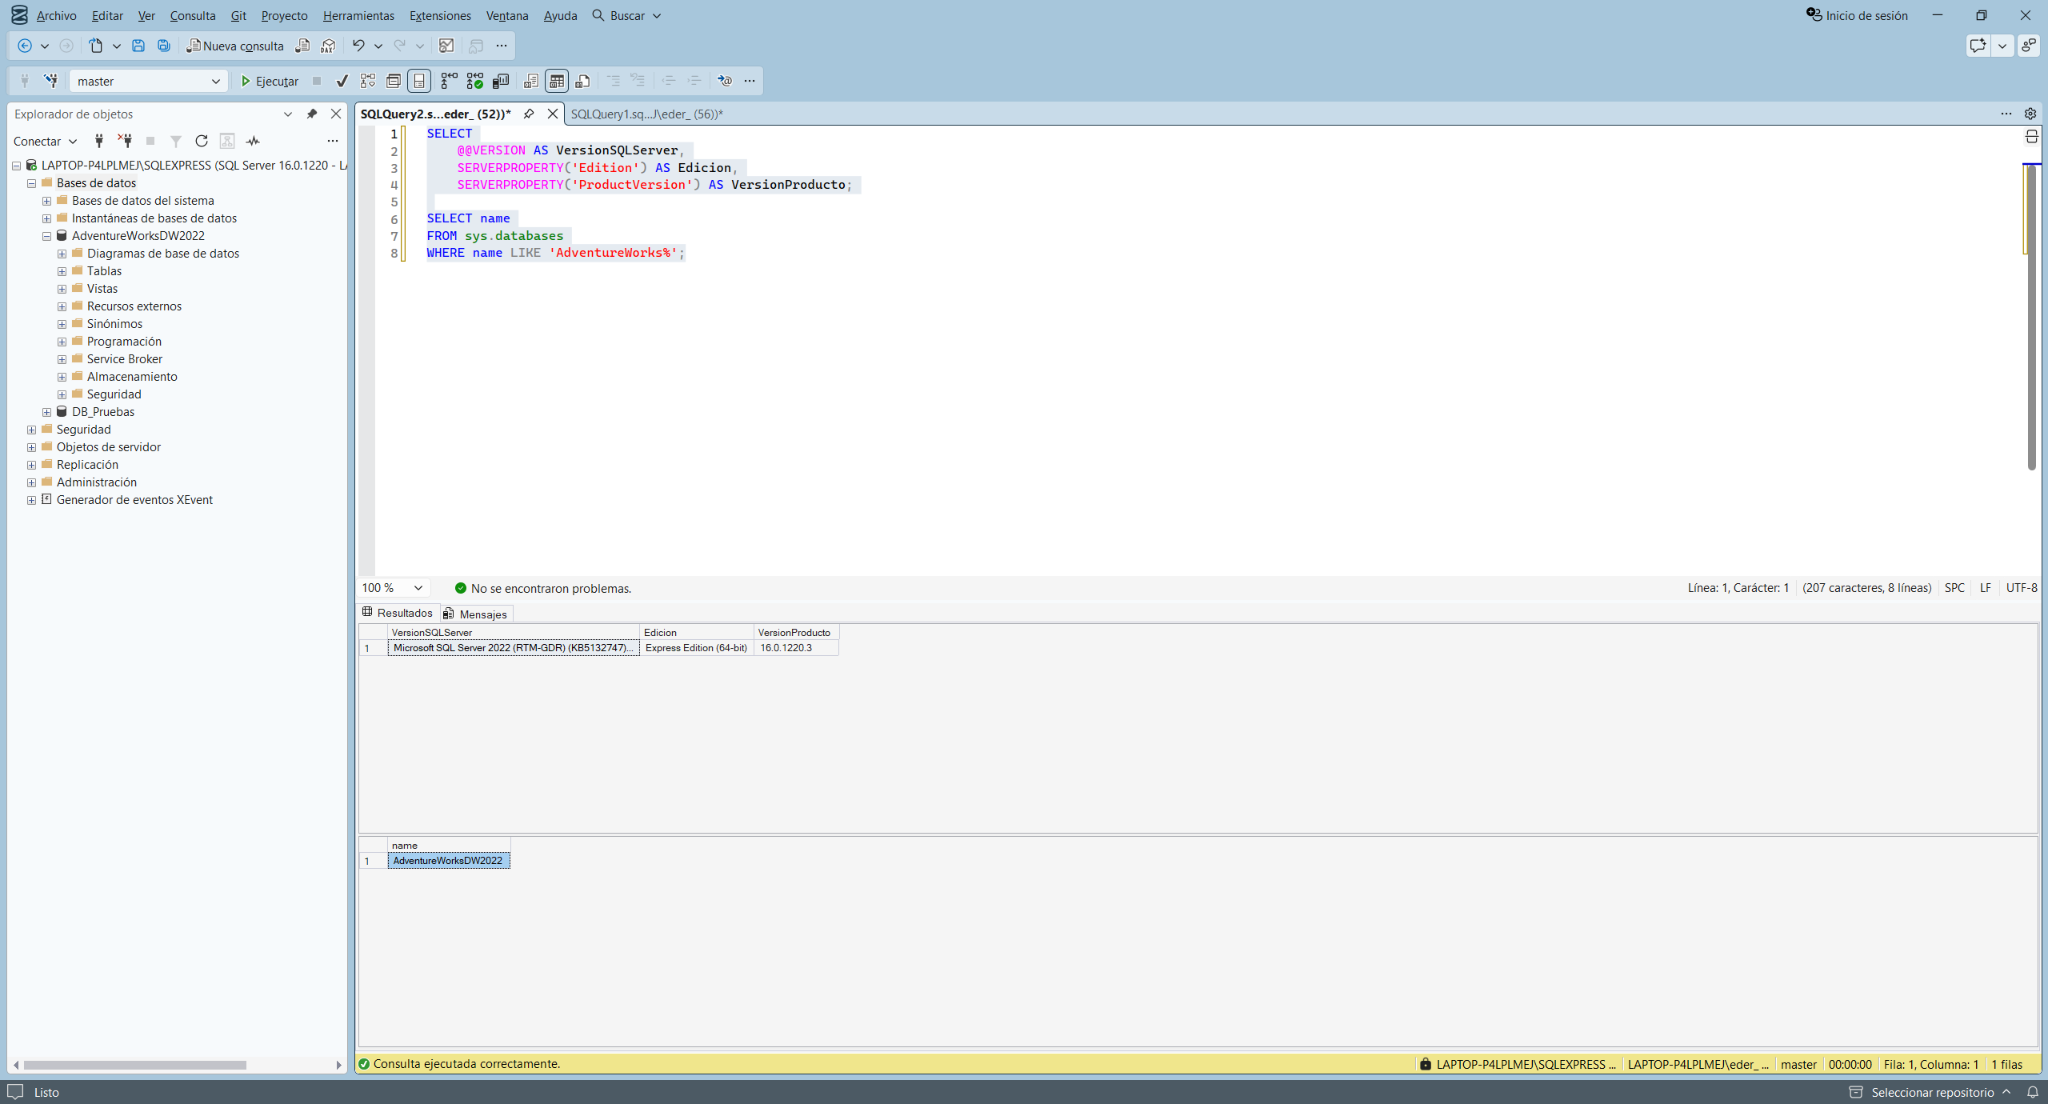 Archivo Editar Ver Consulta Git Proyecto Herramientas Extensiones Ventana Ayuda Buscar Inicio de sesión
Nueva consulta
master Ejecutar
Explorador de objetos
Conectar
LAPTOP-P4LPLMEJ\SQLEXPRESS (SQL Server 16.0.1220 - LA
Bases de datos
Bases de datos del sistema
Instantáneas de bases de datos
AdventureWorksDW2022
Diagramas de base de datos
Tablas
Vistas
Recursos externos
Sinónimos
Programación
Service Broker
Almacenamiento
Seguridad
DB_Pruebas
Seguridad
Objetos de servidor
Replicación
Administración
Generador de eventos XEvent
SQLQuery2.s...eder_ (52))* SQLQuery1.sq...J\eder_ (56))*
1 SELECT
2 @@VERSION AS VersionSQLServer,
3 SERVERPROPERTY('Edition') AS Edicion,
4 SERVERPROPERTY('ProductVersion') AS VersionProducto;
5
6 SELECT name
7 FROM sys.databases
8 WHERE name LIKE 'AdventureWorks%';
100 % No se encontraron problemas. Línea: 1, Carácter: 1 (207 caracteres, 8 líneas) SPC LF UTF-8
Resultados Mensajes
VersionSQLServer Edicion VersionProducto
1 Microsoft SQL Server 2022 (RTM-GDR) (KB5132747)... Express Edition (64-bit) 16.0.1220.3
name
1 AdventureWorksDW2022
Consulta ejecutada correctamente. LAPTOP-P4LPLMEJ\SQLEXPRESS ... LAPTOP-P4LPLMEJ\eder_ ... master 00:00:00 Fila: 1, Columna: 1 1 filas
Listo Seleccionar repositorio